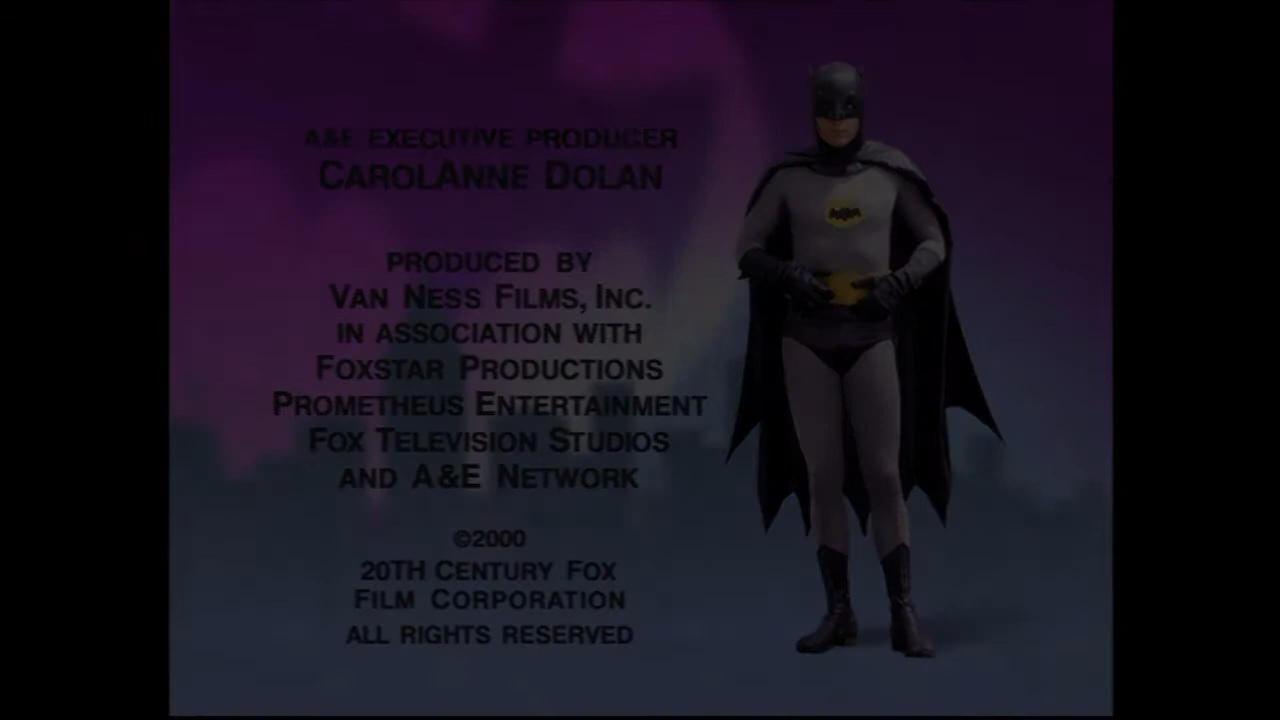 A&E EXECUTIVE PRODUCER
CAROLANNE DOLAN
PRODUCED BY
VAN NESS FILMS, INC.
IN ASSOCIATION WITH
FOXSTAR PRODUCTIONS
PROMETHEUS ENTERTAINMENT
FOX TELEVISION STUDIOS
AND A&E NETWORK
©2000
20TH CENTURY FOX
FILM CORPORATION
ALL RIGHTS RESERVED